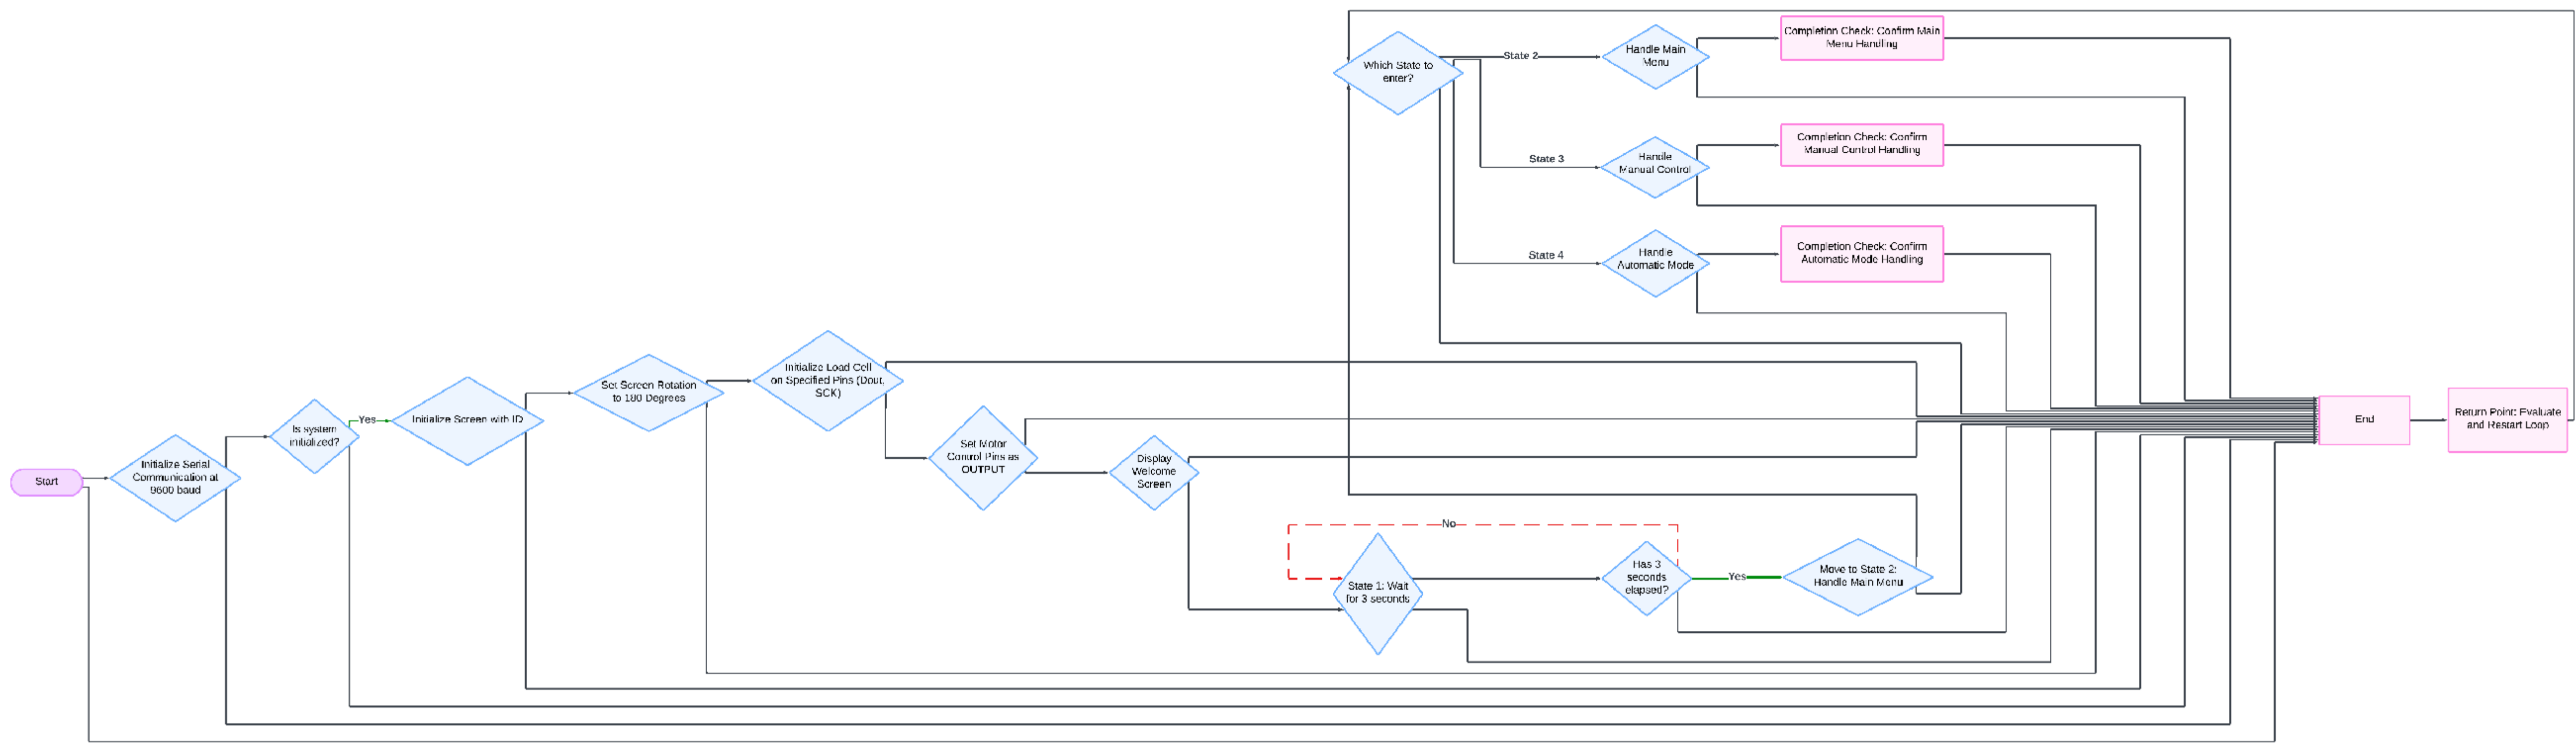 Start
Initialize Serial
Communication at
9600 baud
Is system
initialized?
Yes
Initialize Screen with ID
Set Screen Rotation
to 180 Degrees
Initialize Load Cell
on Specified Pins (Dout,
SCK)
Set Motor
Control Pins as
OUTPUT
Display
Welcome
Screen
State 1: Wait
for 3 seconds
No
Has 3
seconds
elapsed?
Yes
Move to State 2:
Handle Main Menu
Which State to
enter?
State 2
Handle Main
Menu
Completion Check: Confirm Main
Menu Handling
State 3
Handle
Manual Control
Completion Check: Confirm
Manual Control Handling
State 4
Handle
Automatic Mode
Completion Check: Confirm
Automatic Mode Handling
End
Return Point: Evaluate
and Restart Loop